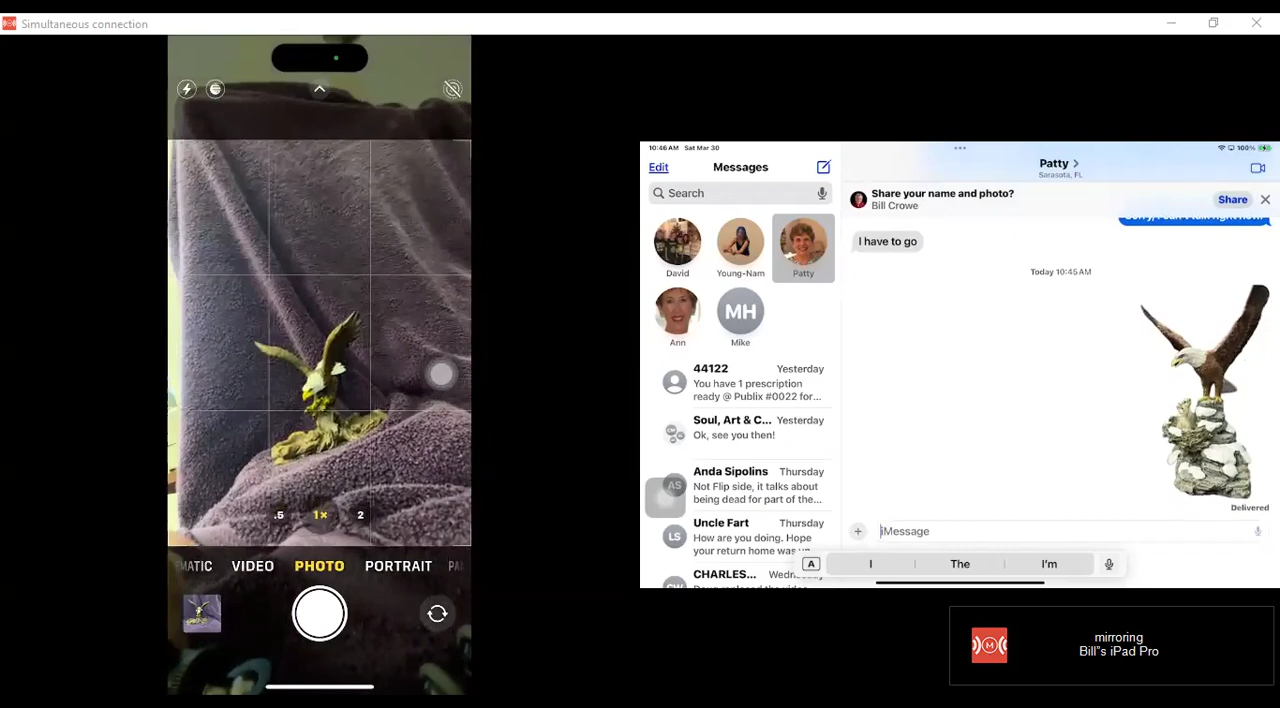 Simultaneous connection
.5
1×
2
MATIC
VIDEO
PHOTO
PORTRAIT
PA
10:46 AM Sat Mar 30
100%
Edit
Messages
Search
David
Young-Nam
Patty
Ann
MH
Mike
44122
Yesterday
You have 1 prescription
ready @ Publix #0022 for...
Soul, Art & C...
Yesterday
Ok, see you then!
AS
Anda Sipolins
Thursday
Not Flip side, it talks about
being dead for part of the...
LS
Uncle Fart
Thursday
How are you doing. Hope
your return home was
CHARLES...
Patty >
Sarasota, FL
Share your name and photo?
Bill Crowe
Share
I have to go
Today 10:45 AM
Delivered
iMessage
A
I
The
I'm
M
mirroring
Bill"s iPad Pro